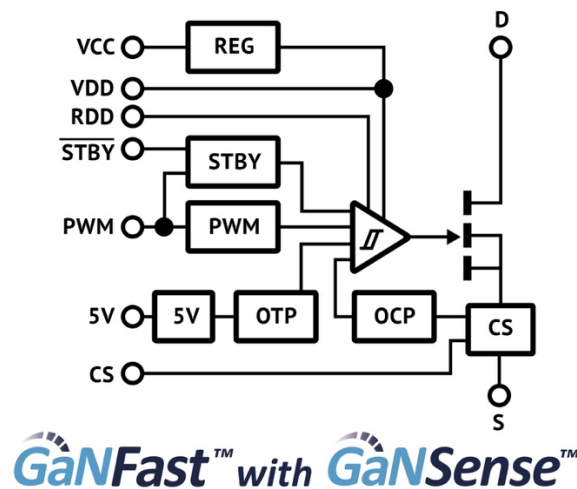 D
VCC REG
VDD
RDD
STBY STBY
PWM PWM
5V 5V OTP OCP CS
CS
S
GaNFast™ with GaNSense™